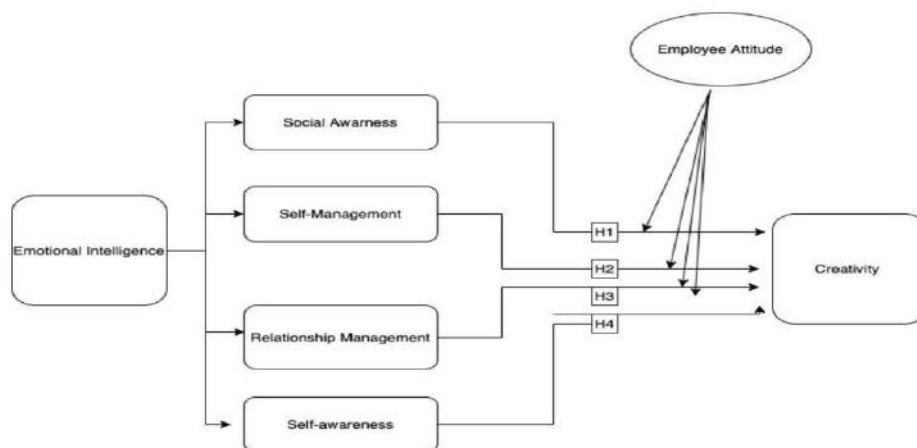 Employee Attitude
Social Awarness
Self-Management
Emotional Intelligence
H1
H2
H3
H4
Creativity
Relationship Management
Self-awareness